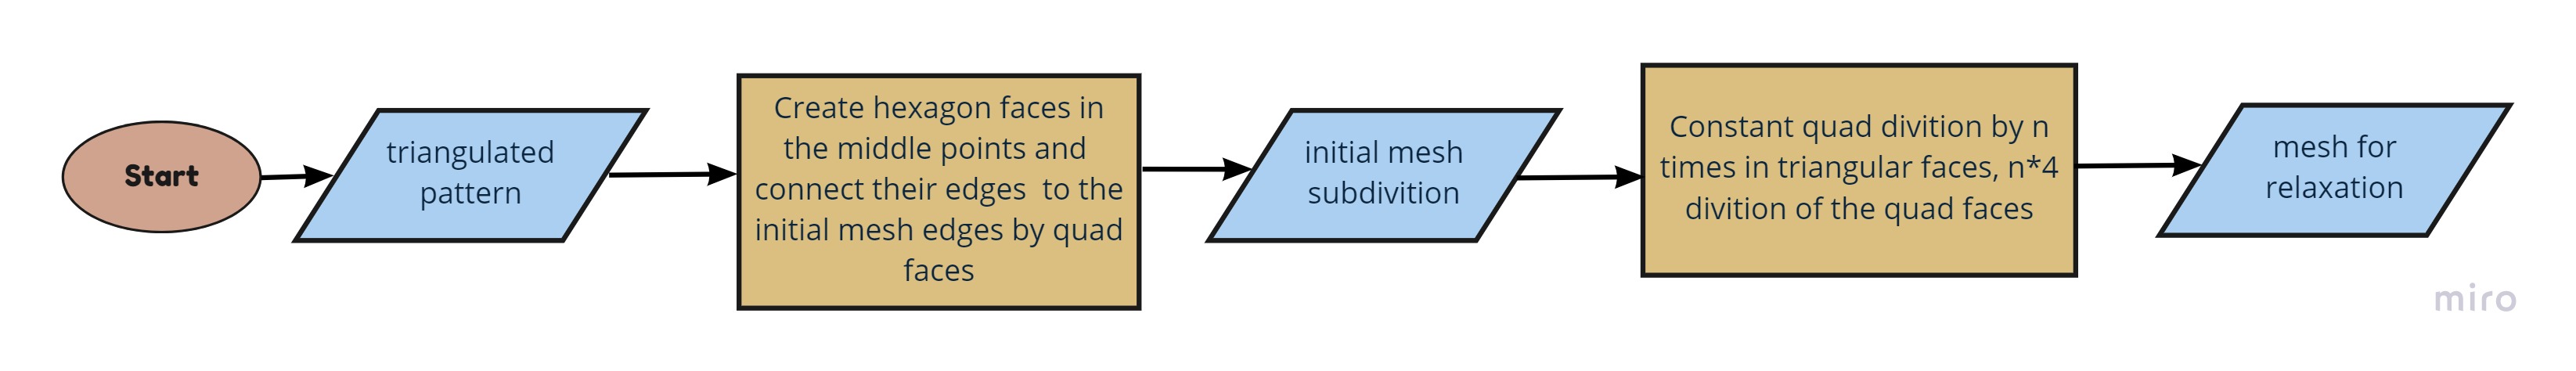 Start
triangulated
pattern
Create hexagon faces in
the middle points and
connect their edges to the
initial mesh edges by quad
faces
initial mesh
subdivition
Constant quad divition by n
times in triangular faces, n*4
divition of the quad faces
mesh for
relaxation
miro